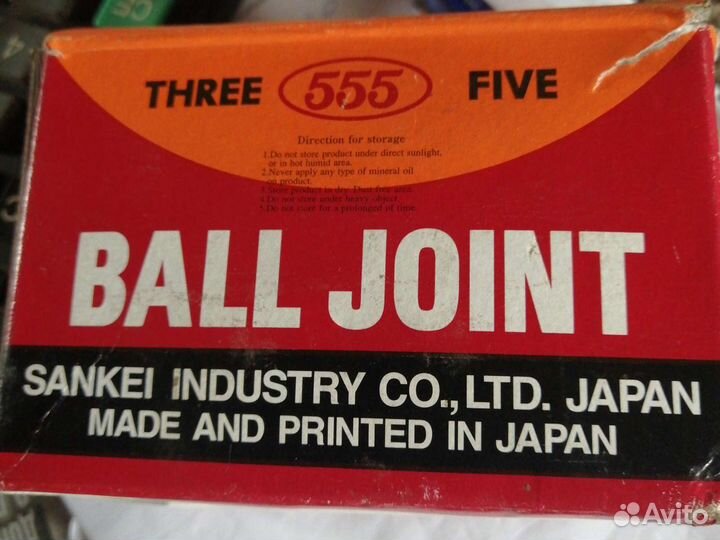 THREE 555 FIVE
Direction for storage
1.Do not store product under direct sunlight,
or in hot humid area.
2.Never apply any type of mineral oil
on product.
3.Store product in dry. Dust free area.
4.Do not store under heavy object.
5.Do not store for a prolonged of time.
BALL JOINT
SANKEI INDUSTRY CO., LTD. JAPAN
MADE AND PRINTED IN JAPAN
Avito